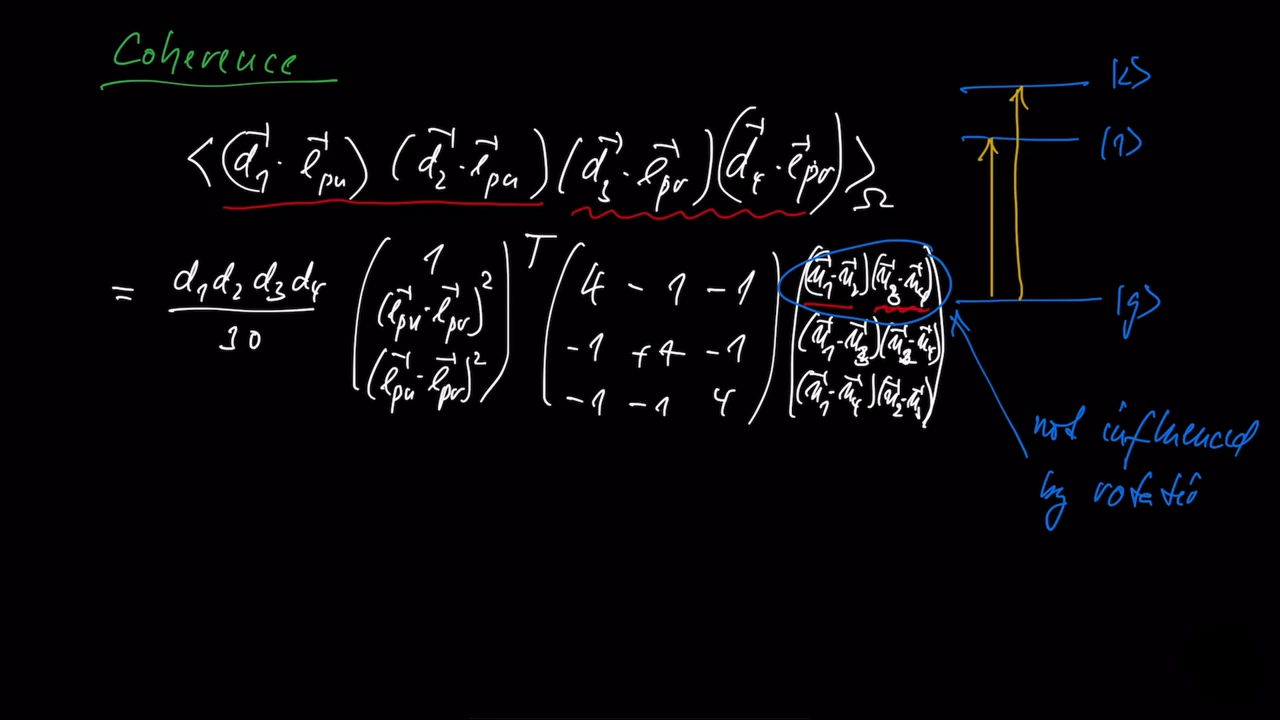 Coherence
|2>
|1>
<(d⃗₁ · e⃗ₚᵤ) (d⃗₂ · e⃗ₚᵤ) (d⃗₃ · e⃗ₚᵣ)(d⃗₄ · e⃗ₚᵣ)>Ω
= d₁d₂d₃d₄ / 30 (1, (e⃗ₚᵤ · e⃗ₚᵣ)², (e⃗ₚᵤ · e⃗ₚᵣ)²)ᵀ (4 -1 -1, -1 +4 -1, -1 -1 4) ((u⃗₁ · u⃗₂)(u⃗₃ · u⃗₄), (u⃗₁ · u⃗₃)(u⃗₂ · u⃗₄), (u⃗₁ · u⃗₄)(u⃗₂ · u⃗₃))
|g>
not influenced
by rotatio